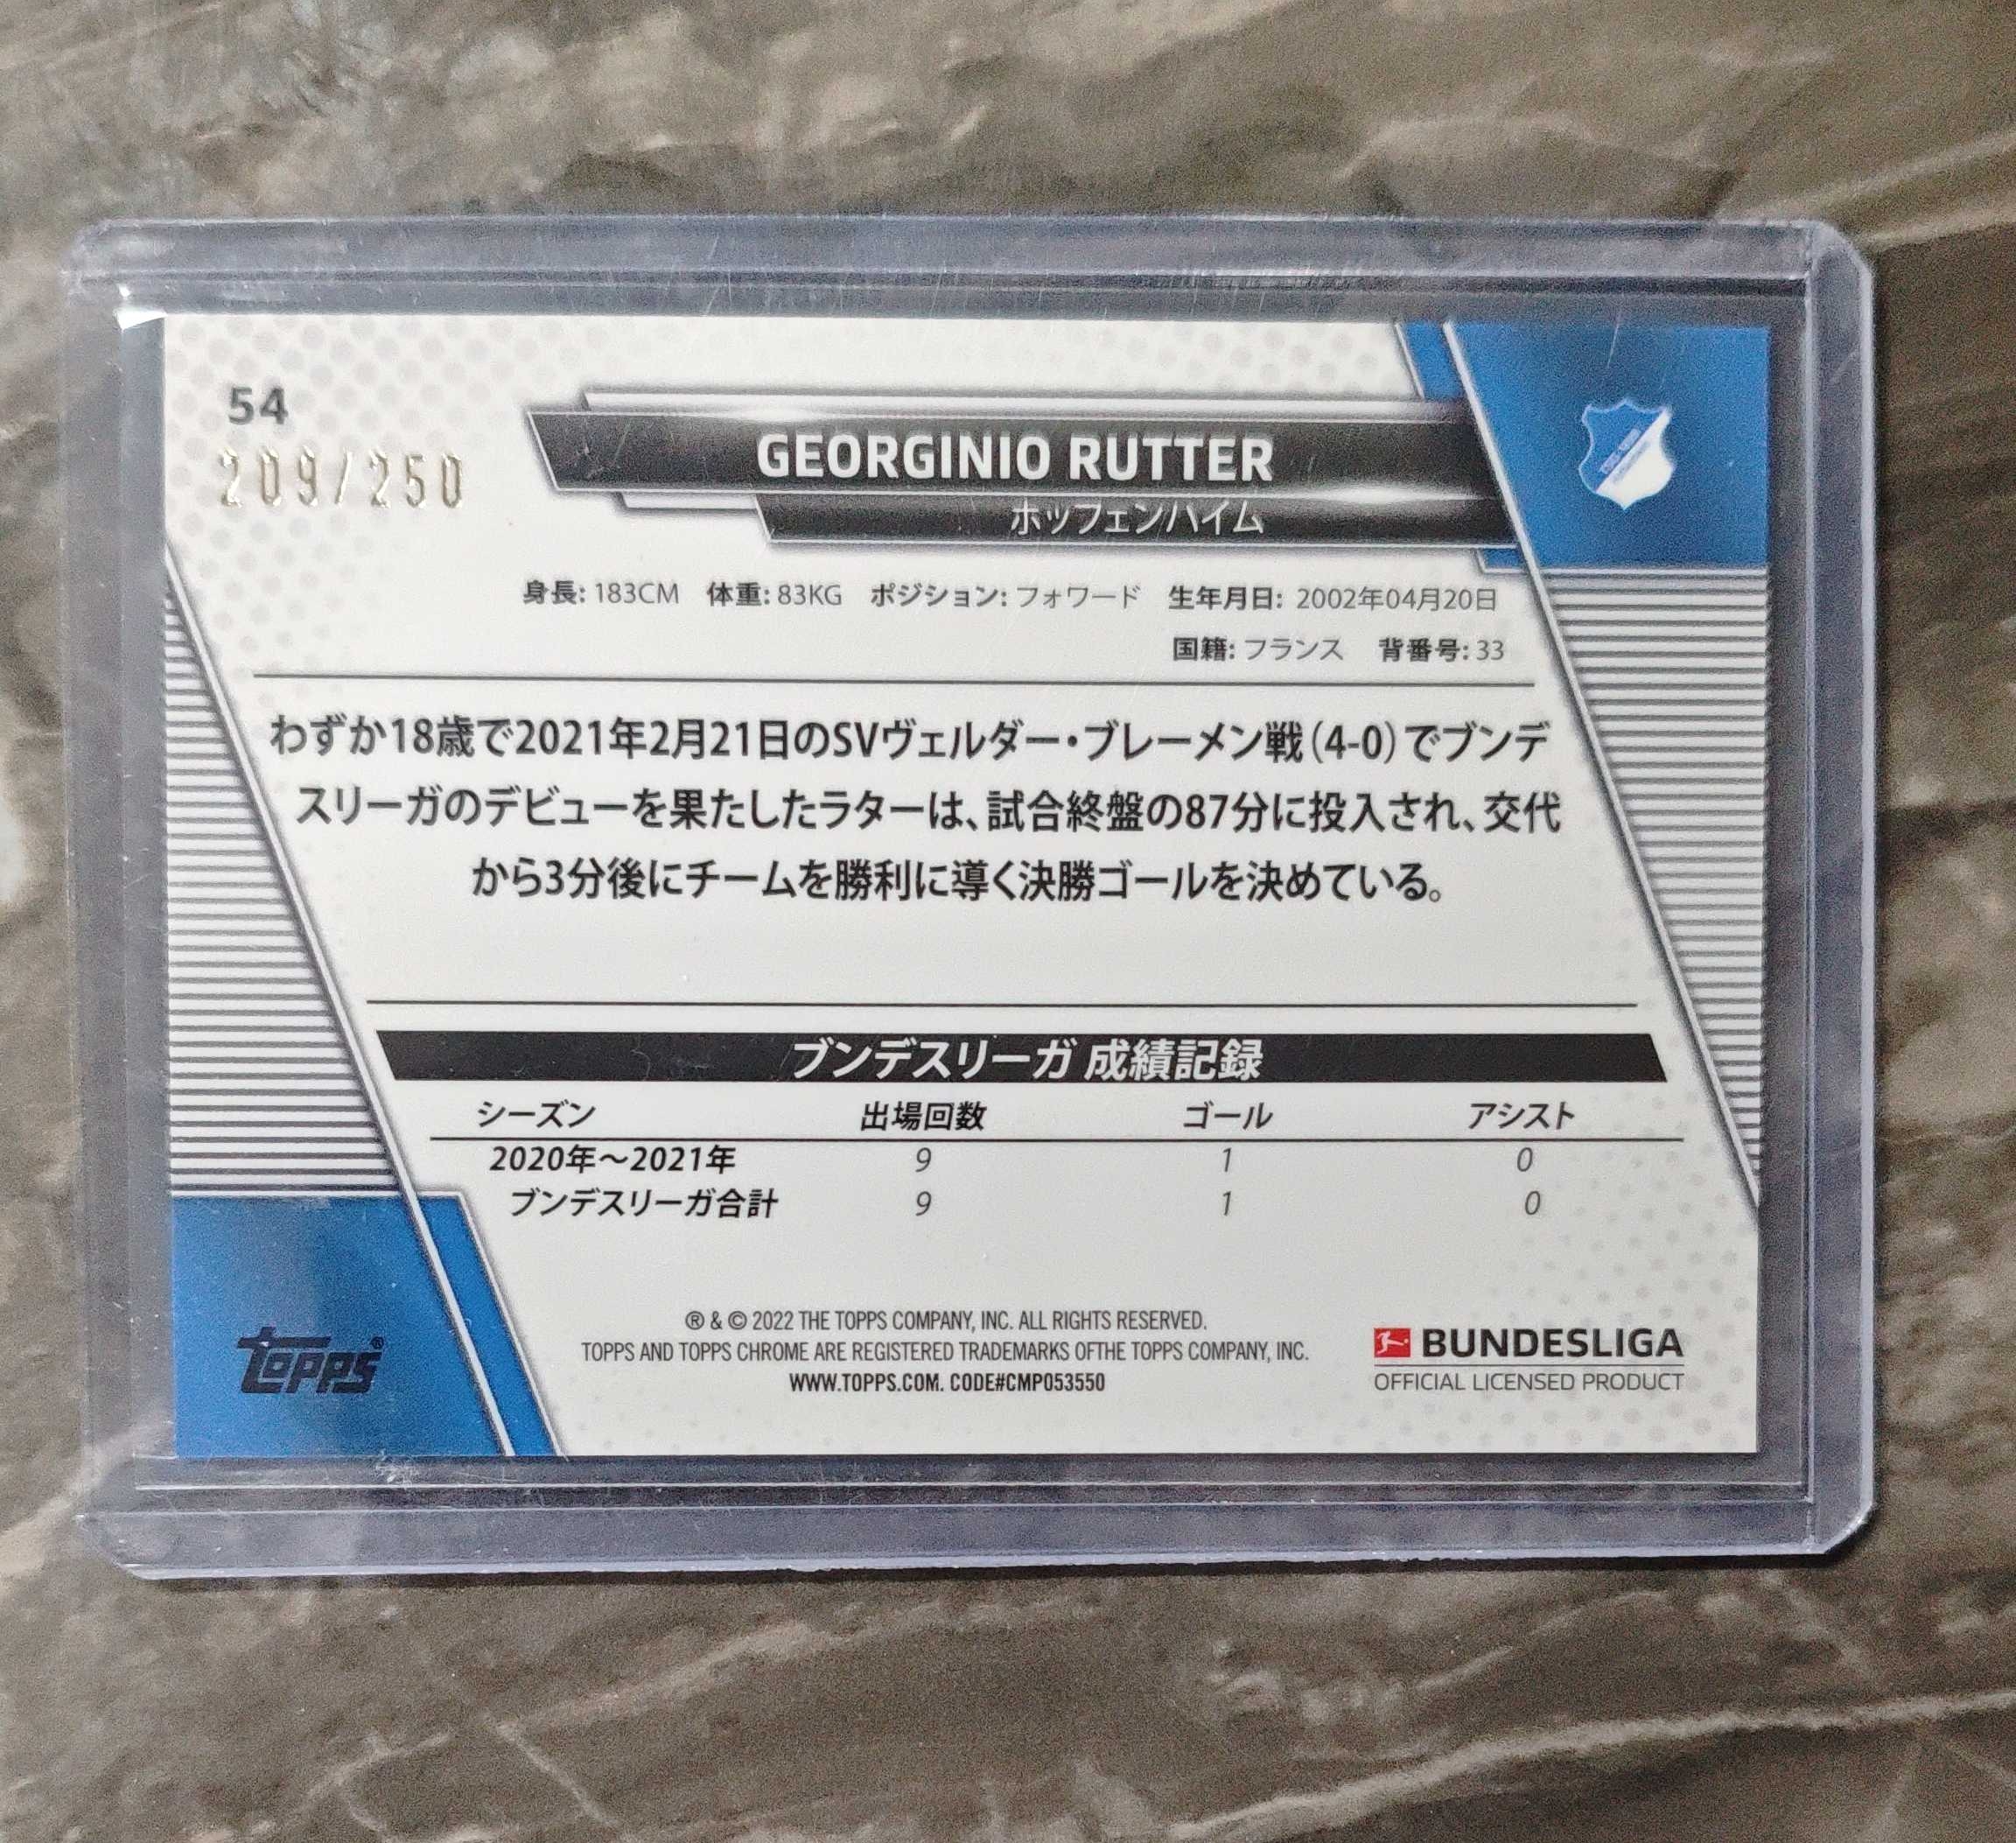 54
209/250
GEORGINIO RUTTER
ホッフェンハイム
身長: 183CM 体重: 83KG ポジション: フォワード 生年月日: 2002年04月20日
国籍: フランス 背番号: 33
わずか18歳で2021年2月21日のSVヴェルダー・ブレーメン戦(4-0)でブンデ
スリーガのデビューを果たしたラターは、試合終盤の87分に投入され、交代
から3分後にチームを勝利に導く決勝ゴールを決めている。
ブンデスリーガ 成績記録
シーズン 出場回数 ゴール アシスト
2020年～2021年 9 1 0
ブンデスリーガ合計 9 1 0
® & © 2022 THE TOPPS COMPANY, INC. ALL RIGHTS RESERVED.
TOPPS AND TOPPS CHROME ARE REGISTERED TRADEMARKS OFTHE TOPPS COMPANY, INC.
WWW.TOPPS.COM. CODE#CMP053550
topps®
BUNDESLIGA
OFFICIAL LICENSED PRODUCT